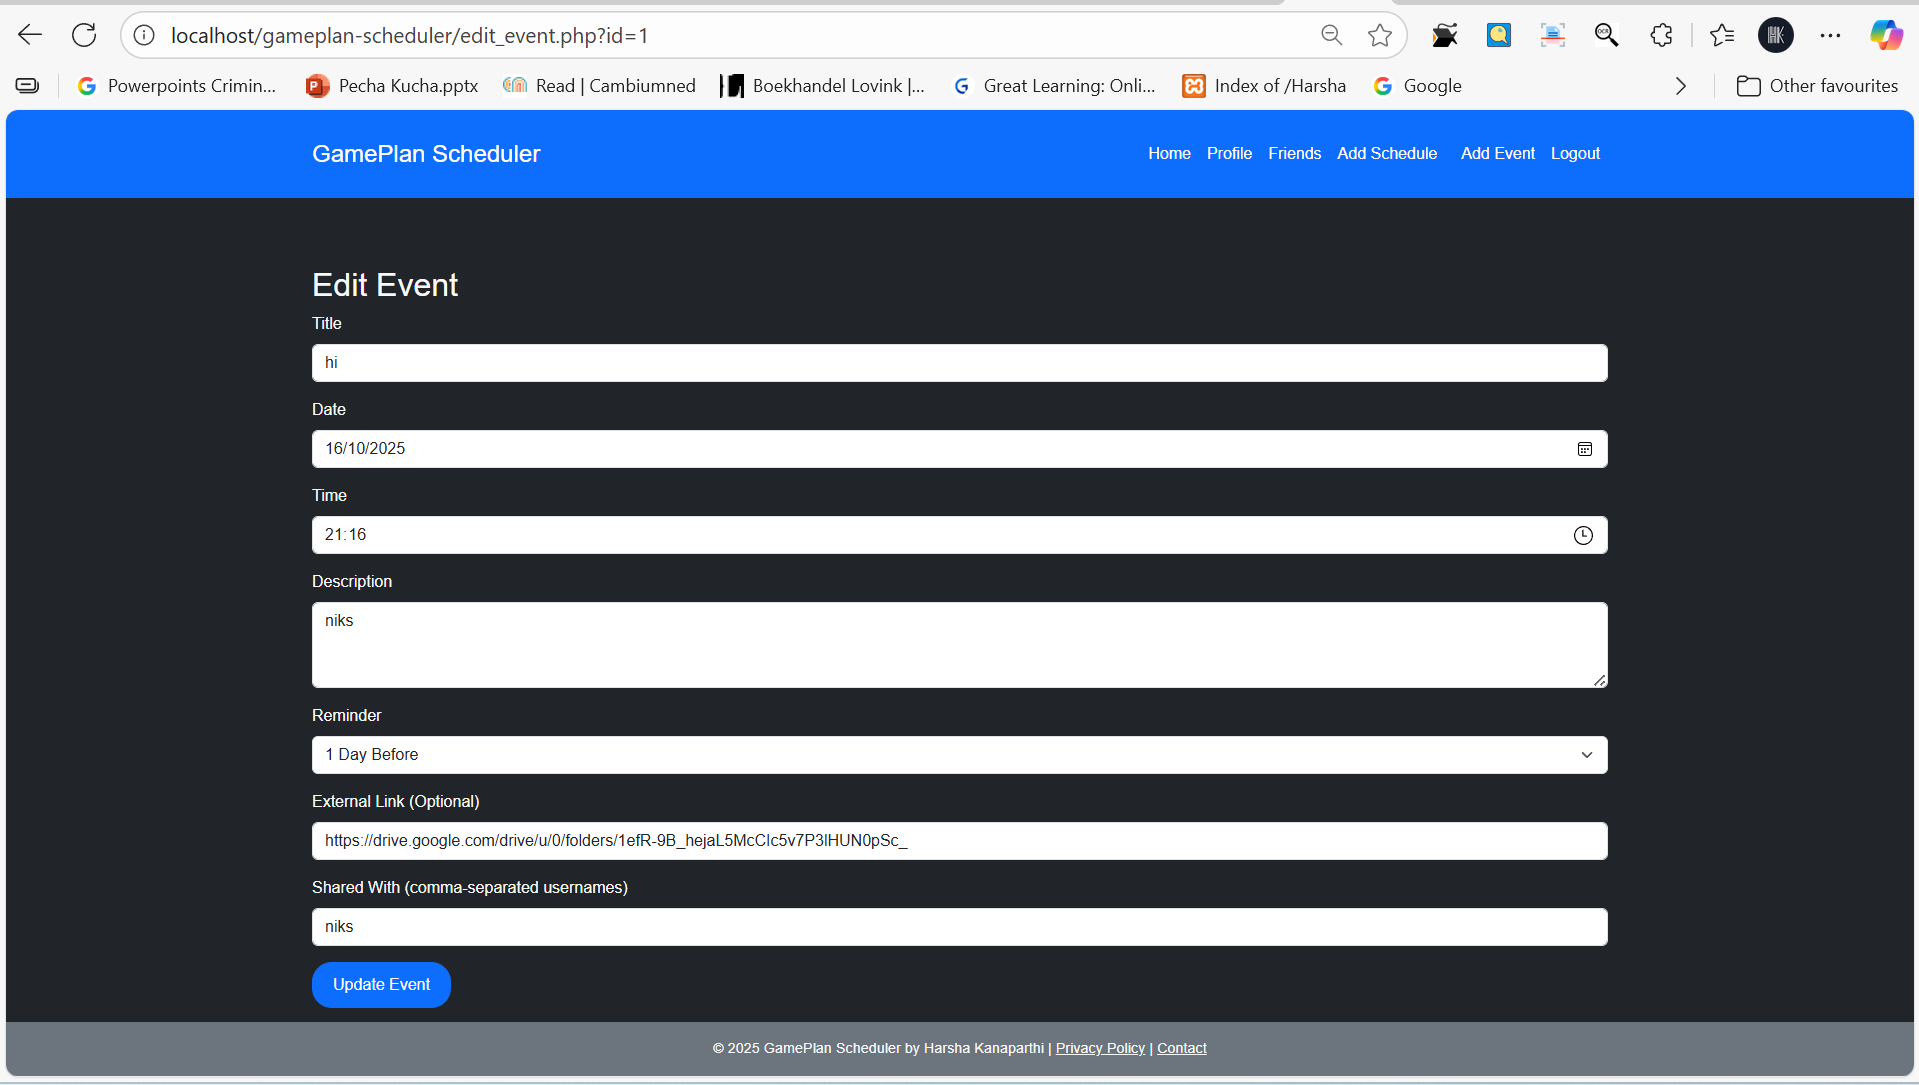 localhost/gameplan-scheduler/edit_event.php?id=1
OCR
HK
Powerpoints Crimin... Pecha Kucha.pptx Read | Cambiumned Boekhandel Lovink |... Great Learning: Onli... Index of /Harsha Google Other favourites
GamePlan Scheduler Home Profile Friends Add Schedule Add Event Logout
Edit Event
Title
hi
Date
16/10/2025
Time
21:16
Description
niks
Reminder
1 Day Before
External Link (Optional)
https://drive.google.com/drive/u/0/folders/1efR-9B_hejaL5McCIc5v7P3lHUN0pSc_
Shared With (comma-separated usernames)
niks
Update Event
© 2025 GamePlan Scheduler by Harsha Kanaparthi | Privacy Policy | Contact